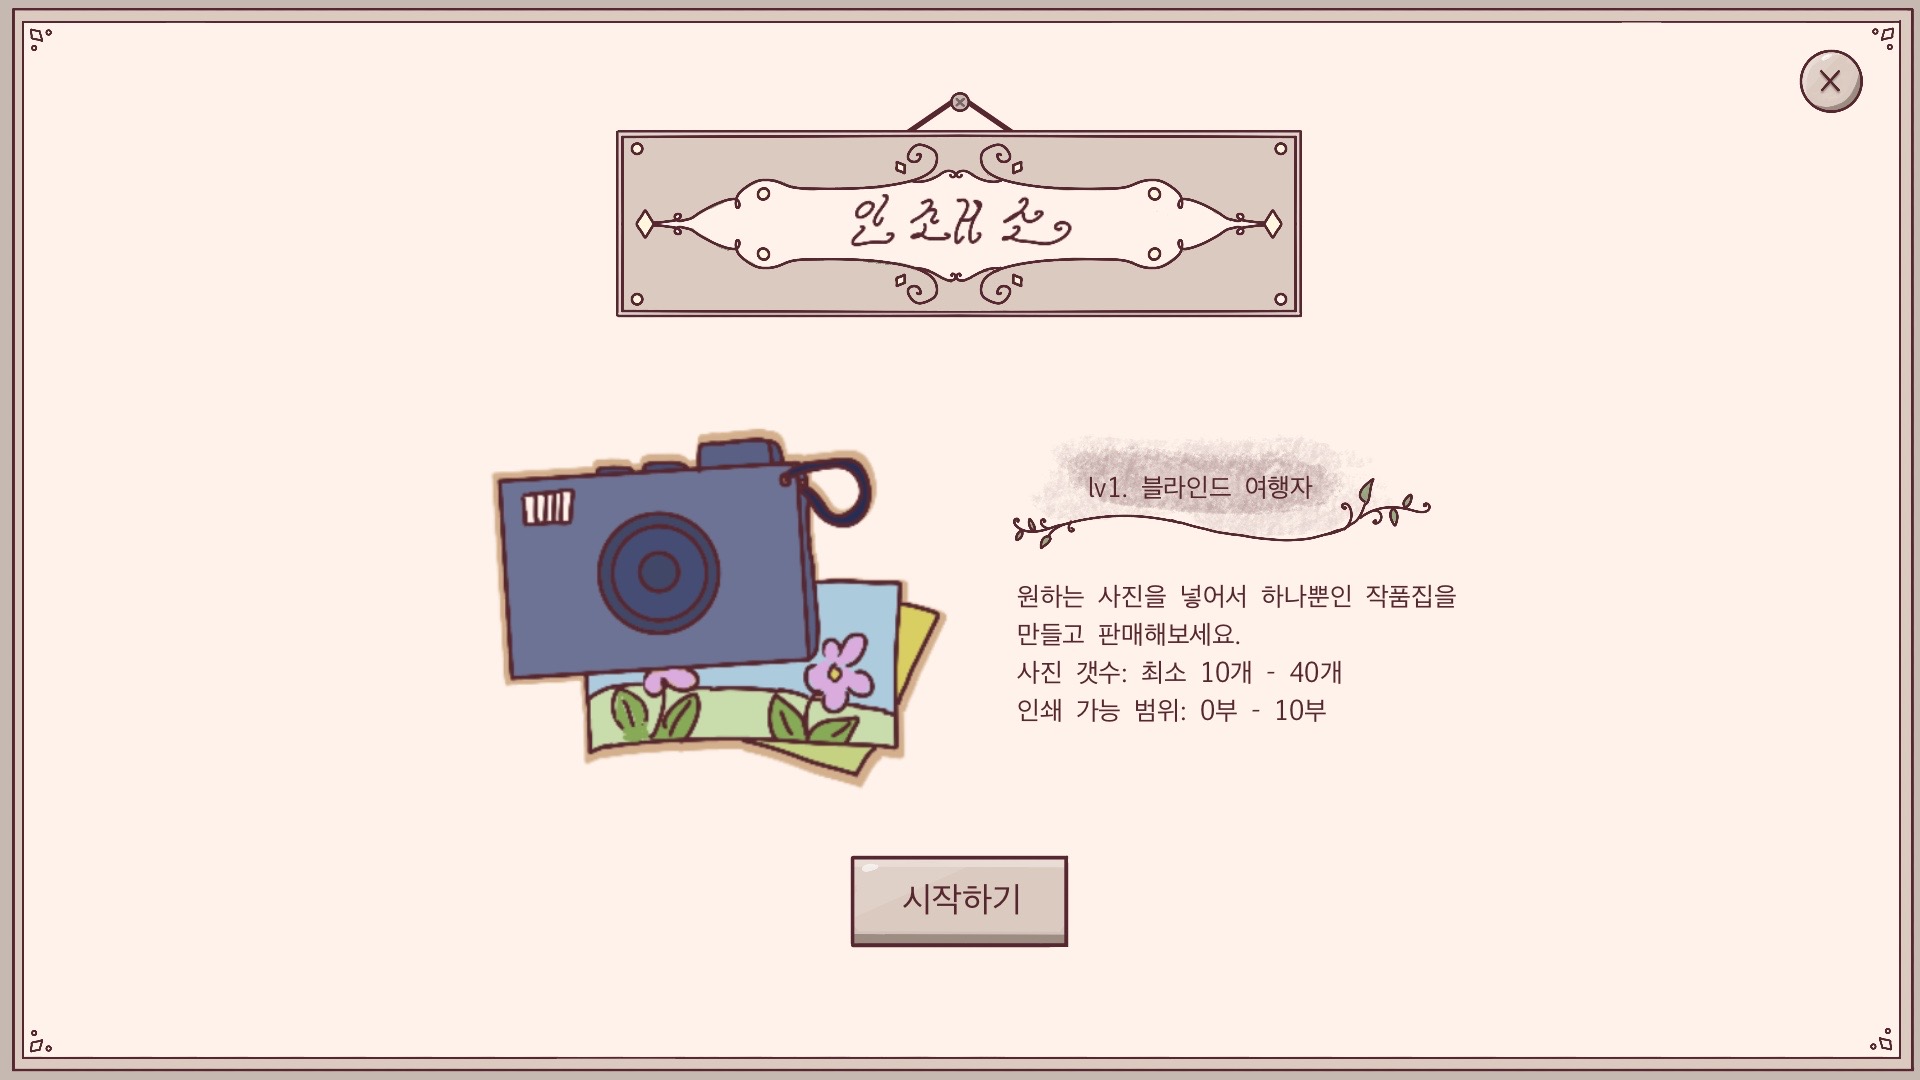 lv1. 블라인드 여행자
원하는 사진을 넣어서 하나뿐인 작품집을
만들고 판매해보세요.
사진 갯수: 최소 10개 - 40개
인쇄 가능 범위: 0부 - 10부
시작하기